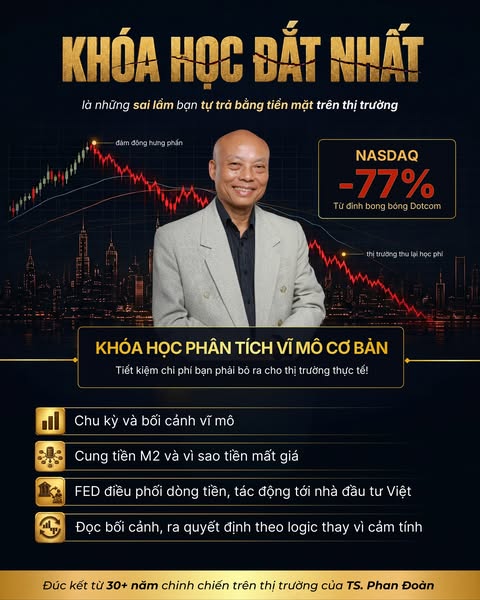 KHÓA HỌC ĐẮT NHẤT
là những sai lầm bạn tự trả bằng tiền mặt trên thị trường
đám đông hưng phấn
NASDAQ
-77%
Từ đỉnh bong bóng Dotcom
thị trường thu lại học phí
KHÓA HỌC PHÂN TÍCH VĨ MÔ CƠ BẢN
Tiết kiệm chi phí bạn phải bỏ ra cho thị trường thực tế!
Chu kỳ và bối cảnh vĩ mô
Cung tiền M2 và vì sao tiền mất giá
FED điều phối dòng tiền, tác động tới nhà đầu tư Việt
Đọc bối cảnh, ra quyết định theo logic thay vì cảm tính
Đúc kết từ 30+ năm chinh chiến trên thị trường của TS. Phan Đoàn